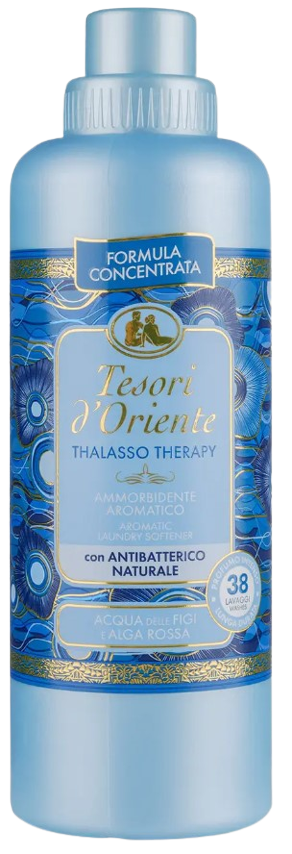 FORMULA
CONCENTRATA
Tesori
d'Oriente
THALASSO THERAPY
AMMORBIDENTE
AROMATICO
AROMATIC
LAUNDRY SOFTENER
con ANTIBATTERICO
NATURALE
38
LAVAGGI
WASHES
ACQUA DELLE FIGI
E ALGA ROSSA